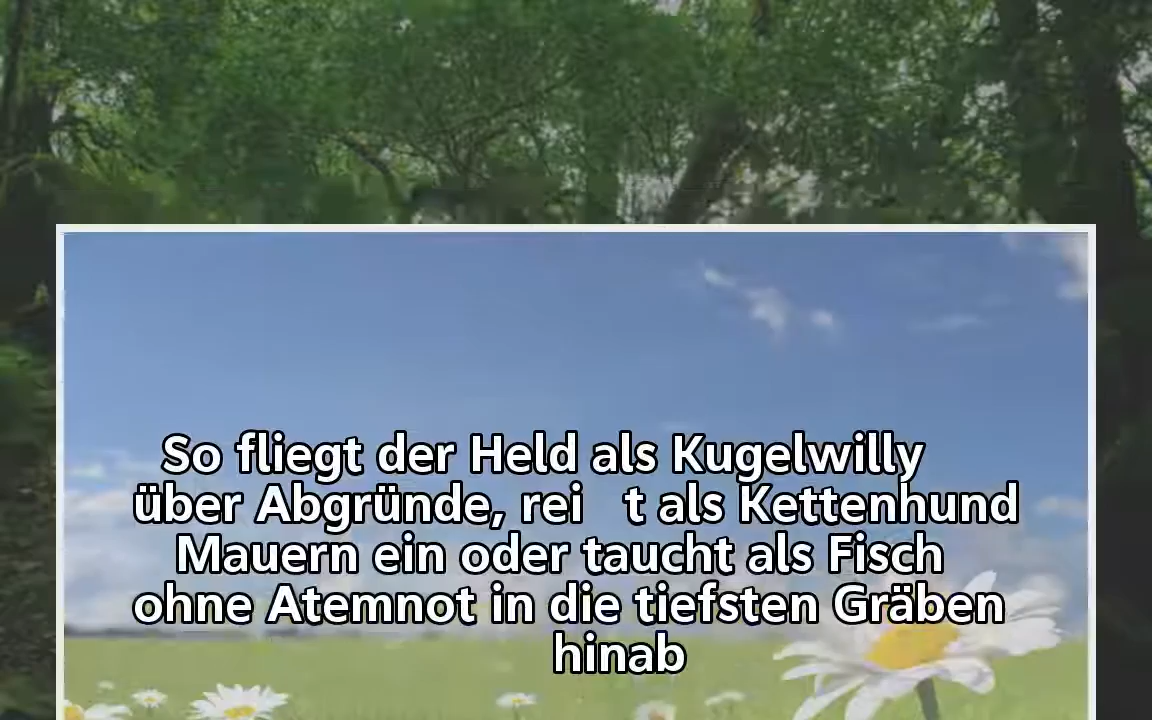 So fliegt der Held als Kugelwilly
über Abgründe, rei t als Kettenhund
Mauern ein oder taucht als Fisch
ohne Atemnot in die tiefsten Gräben
hinab